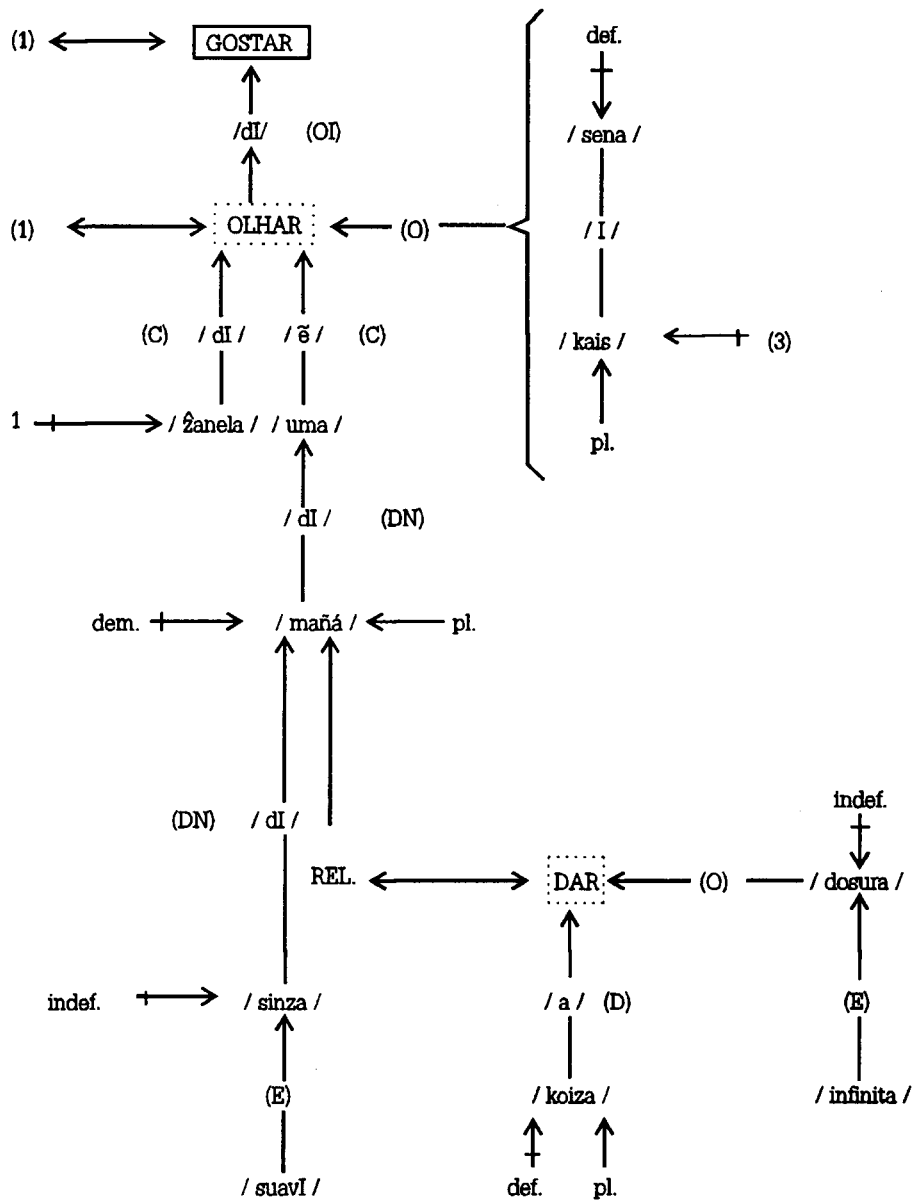 (1) GOSTAR def.
/dI/ (OI) / sena /
(1) OLHAR (O) / I /
(C) / dI / / ẽ / (C) / kais / (3)
1 / ẑanela / / uma / pl.
/ dI / (DN)
dem. / mañá / pl.
indef.
(DN) / dI /
REL. DAR (O) / dosura /
indef. / sinza / / a / (D) (E)
(E) / koiza / / infinita /
/ suavI / def. pl.